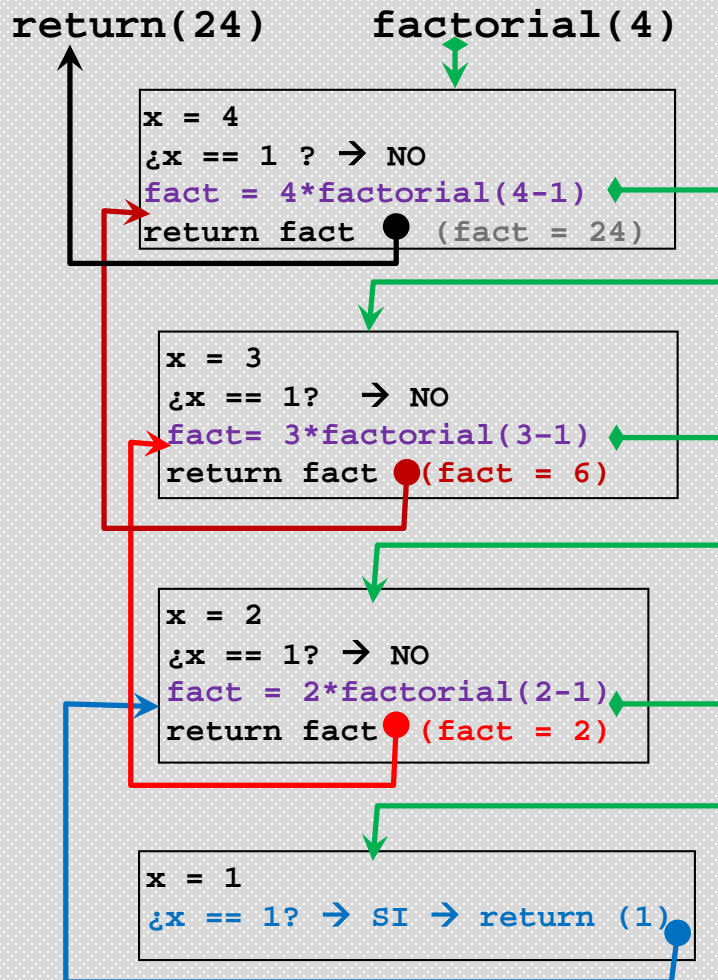 return(24) factorial(4)
x = 4
¿x == 1 ? → NO
fact = 4*factorial(4-1)
return fact (fact = 24)
x = 3
¿x == 1? → NO
fact= 3*factorial(3-1)
return fact (fact = 6)
x = 2
¿x == 1? → NO
fact = 2*factorial(2-1)
return fact (fact = 2)
x = 1
¿x == 1? → SI → return (1)